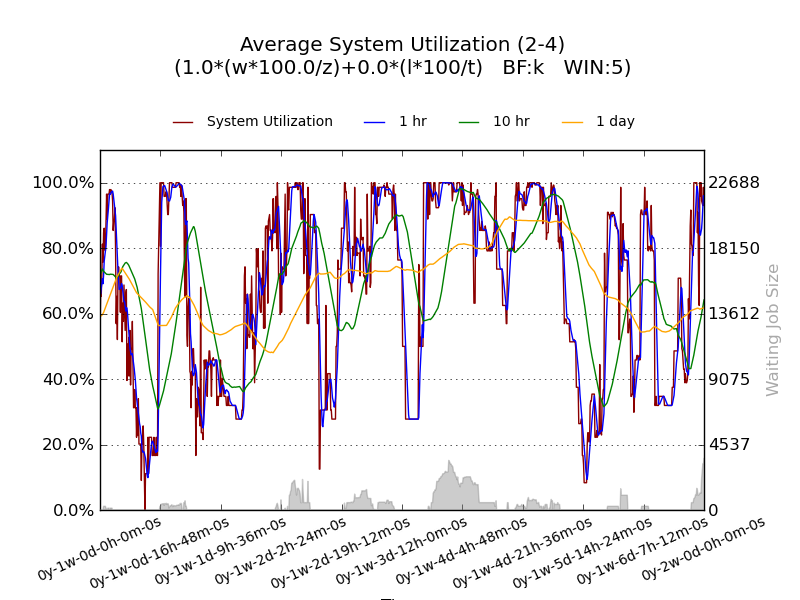 Average System Utilization (2-4)
(1.0*(w*100.0/z)+0.0*(l*100/t)   BF:k   WIN:5)
System Utilization   1 hr   10 hr   1 day
100.0%   22688
80.0%   18150
60.0%   13612
40.0%   9075
20.0%   4537
0.0%   0
Waiting Job Size
0y-1w-0d-0h-0m-0s
0y-1w-0d-16h-48m-0s
0y-1w-1d-9h-36m-0s
0y-1w-2d-2h-24m-0s
0y-1w-2d-19h-12m-0s
0y-1w-3d-12h-0m-0s
0y-1w-4d-4h-48m-0s
0y-1w-4d-21h-36m-0s
0y-1w-5d-14h-24m-0s
0y-1w-6d-7h-12m-0s
0y-2w-0d-0h-0m-0s